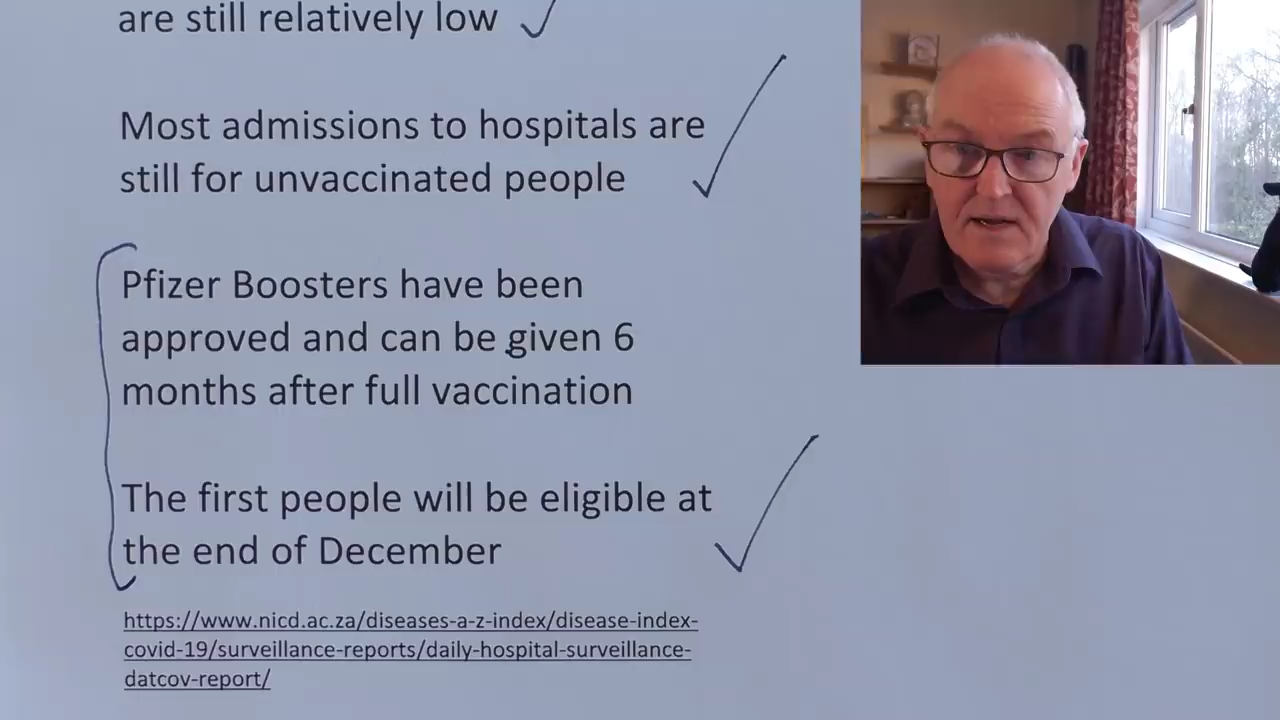 are still relatively low
Most admissions to hospitals are
still for unvaccinated people
Pfizer Boosters have been
approved and can be given 6
months after full vaccination
The first people will be eligible at
the end of December
https://www.nicd.ac.za/diseases-a-z-index/disease-index-
covid-19/surveillance-reports/daily-hospital-surveillance-
datcov-report/